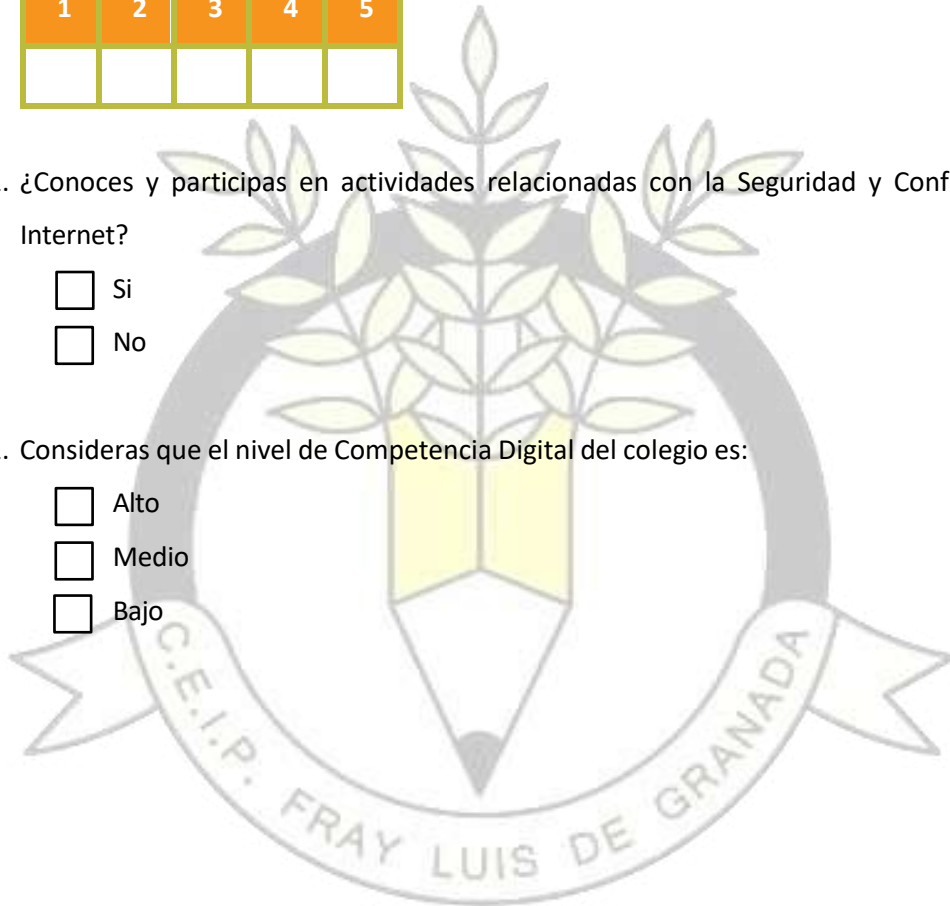 1 2 3 4 5
. ¿Conoces y participas en actividades relacionadas con la Seguridad y Conf
Internet?
Si
No
. Consideras que el nivel de Competencia Digital del colegio es:
Alto
Medio
Bajo
C.E.I.P. FRAY LUIS DE GRANADA